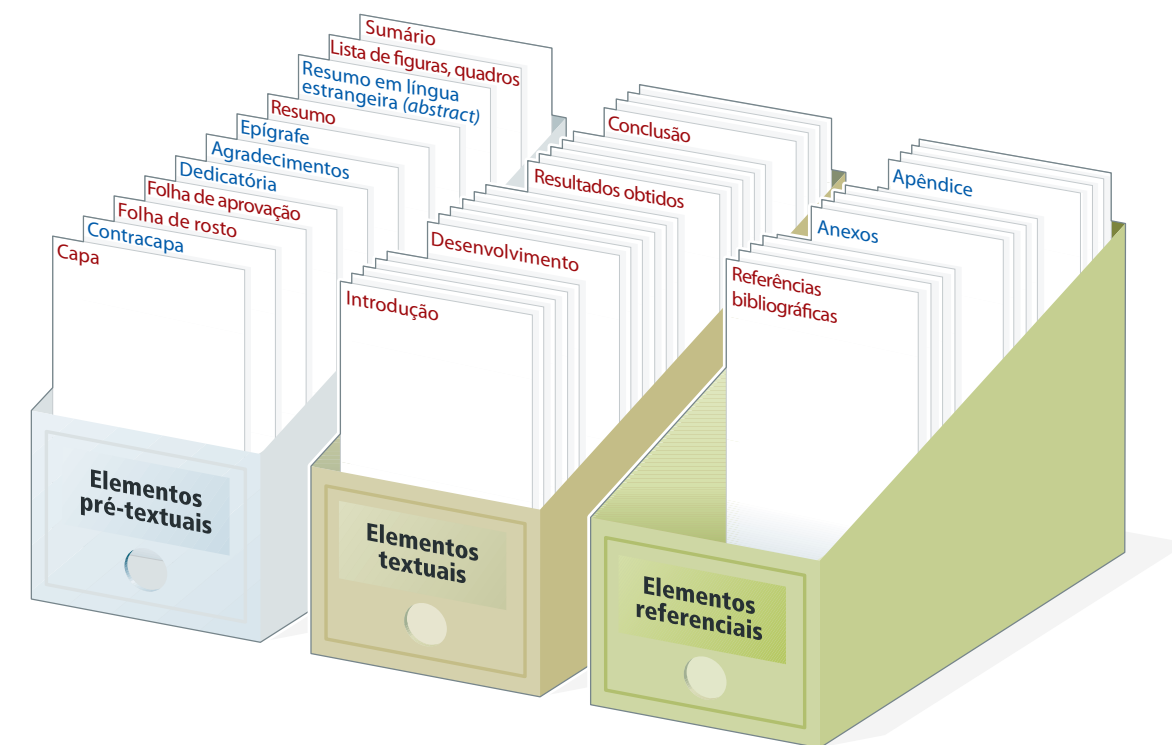 Sumário
Lista de figuras, quadros
Resumo em língua
estrangeira (abstract)
Resumo
Epígrafe
Agradecimentos
Dedicatória
Folha de aprovação
Folha de rosto
Contracapa
Capa
Elementos
pré-textuais
Conclusão
Resultados obtidos
Desenvolvimento
Introdução
Elementos
textuais
Apêndice
Anexos
Referências
bibliográficas
Elementos
referenciais